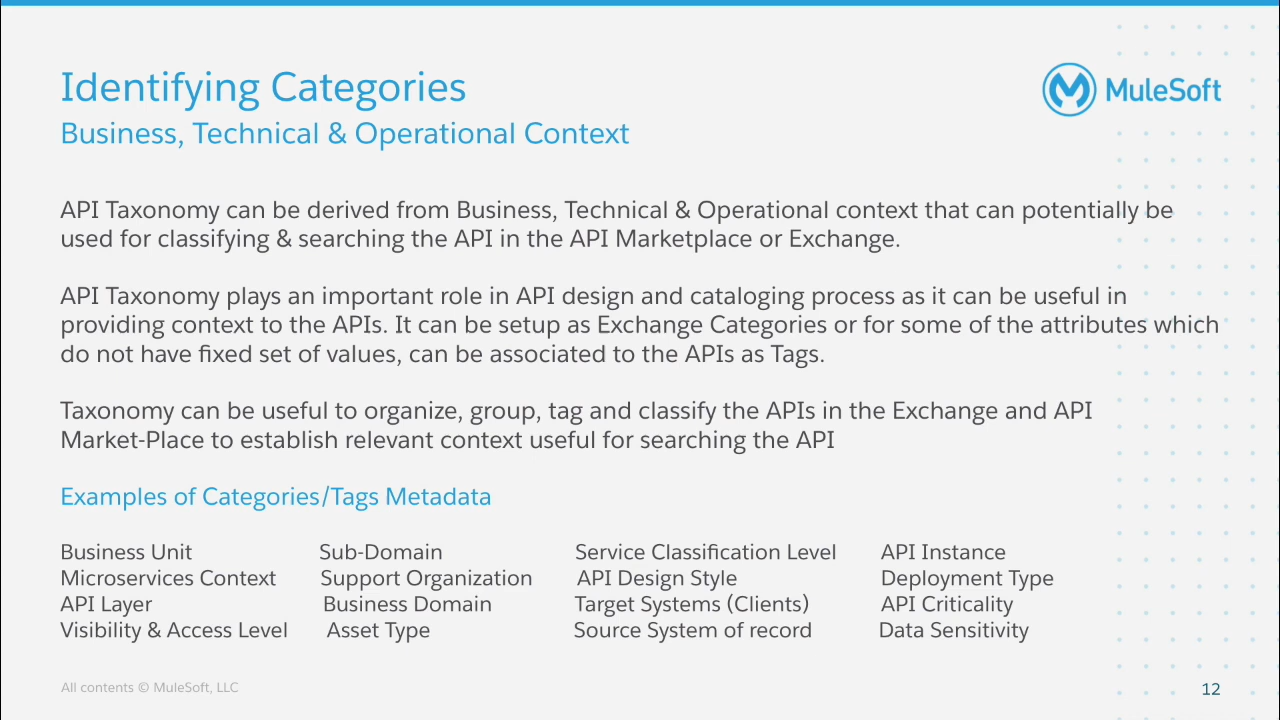 Identifying Categories
MuleSoft
Business, Technical & Operational Context
API Taxonomy can be derived from Business, Technical & Operational context that can potentially be
used for classifying & searching the API in the API Marketplace or Exchange.
API Taxonomy plays an important role in API design and cataloging process as it can be useful in
providing context to the APIs. It can be setup as Exchange Categories or for some of the attributes which
do not have fixed set of values, can be associated to the APIs as Tags.
Taxonomy can be useful to organize, group, tag and classify the APIs in the Exchange and API
Market-Place to establish relevant context useful for searching the API
Examples of Categories/Tags Metadata
Business Unit Sub-Domain Service Classification Level API Instance
Microservices Context Support Organization API Design Style Deployment Type
API Layer Business Domain Target Systems (Clients) API Criticality
Visibility & Access Level Asset Type Source System of record Data Sensitivity
All contents © MuleSoft, LLC
12